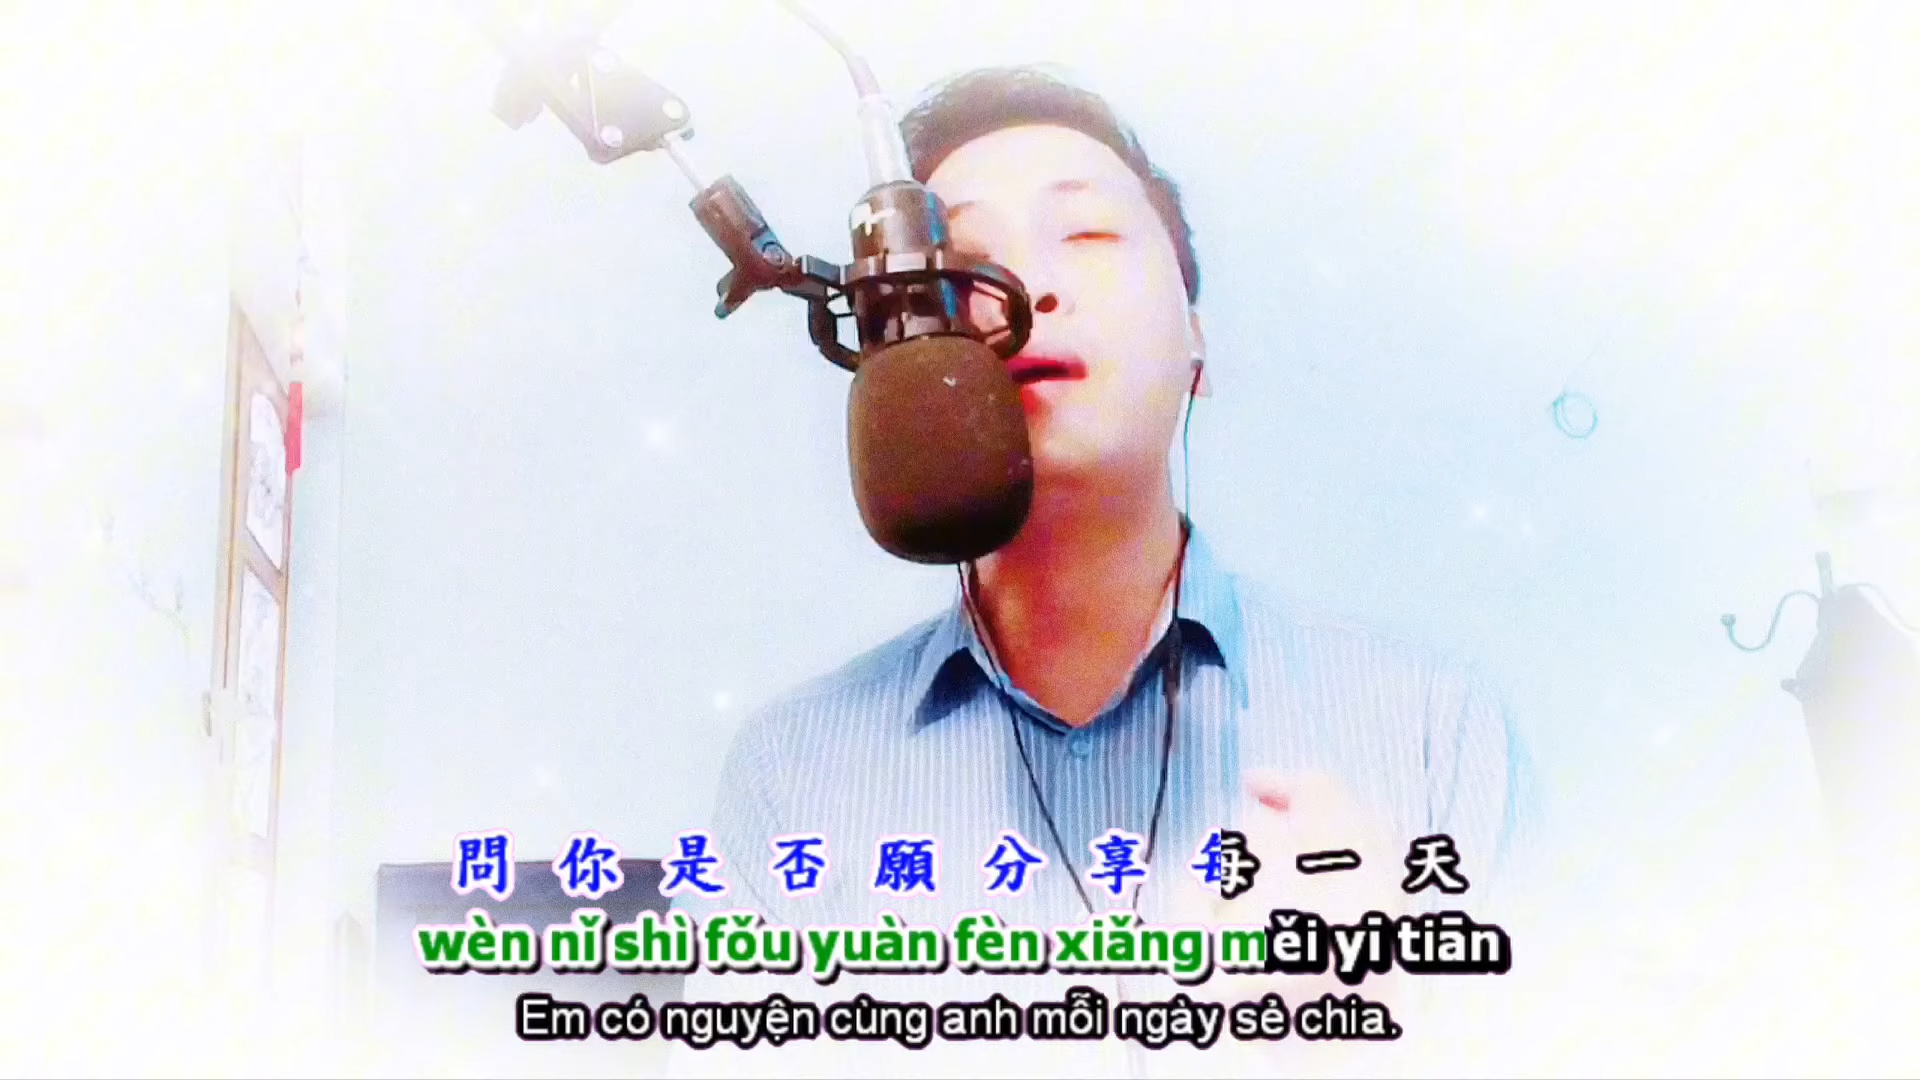 問你是否願分享每一天
wèn nǐ shì fǒu yuàn fèn xiǎng měi yī tiān
Em có nguyện cùng anh mỗi ngày sẻ chia.